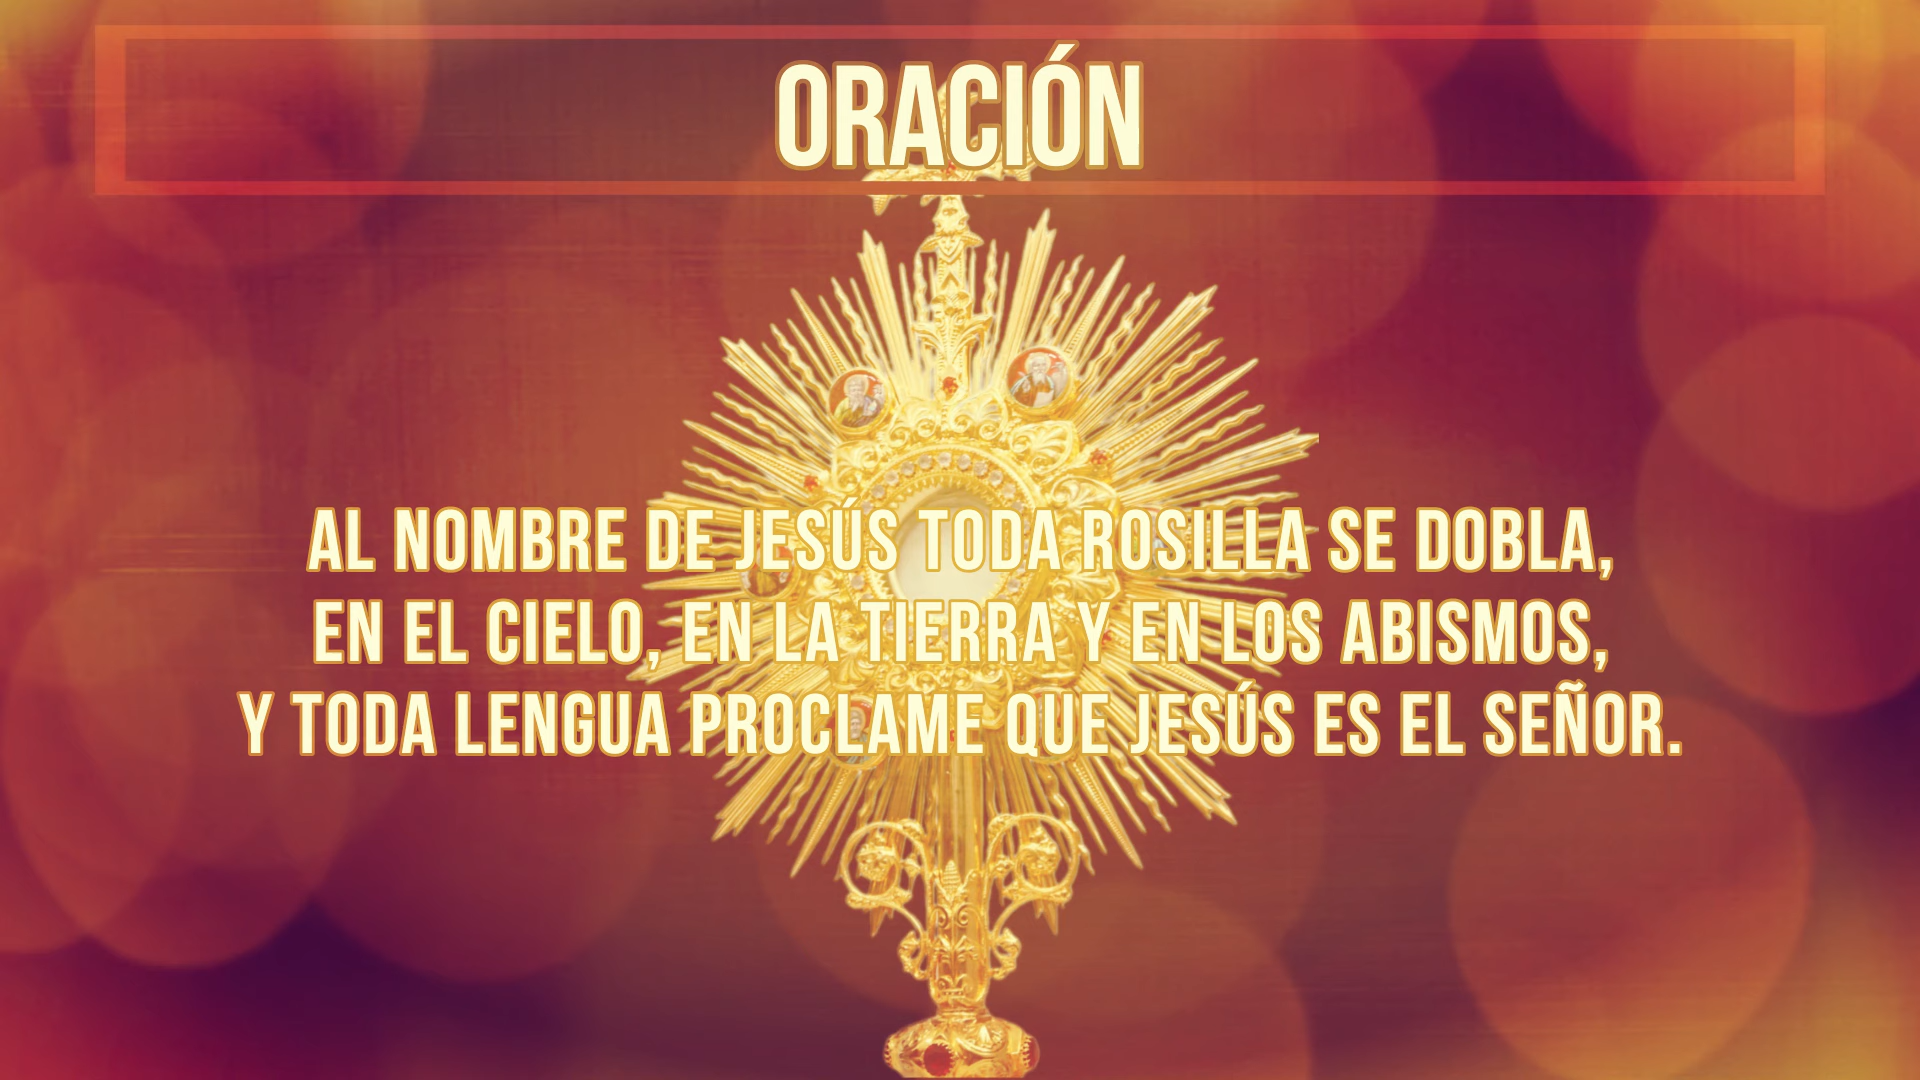 ORACIÓN
AL NOMBRE DE JESÚS TODA ROSILLA SE DOBLA,
EN EL CIELO, EN LA TIERRA Y EN LOS ABISMOS,
Y TODA LENGUA PROCLAME QUE JESÚS ES EL SEÑOR.